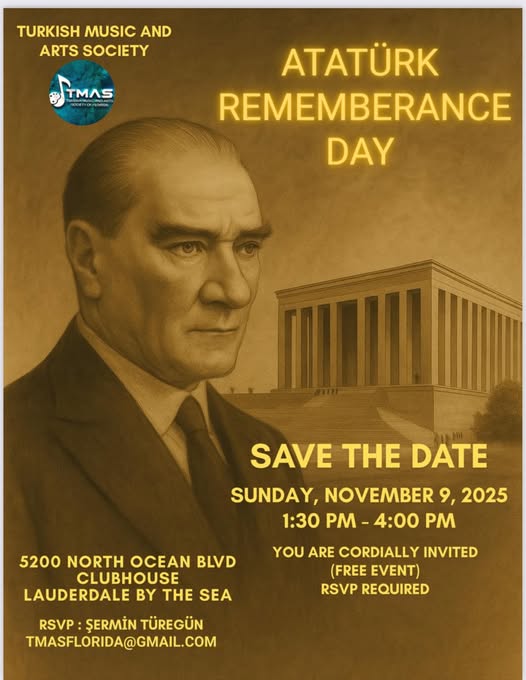 TURKISH MUSIC AND
ARTS SOCIETY
TMAS
ATATÜRK
REMEMBERANCE
DAY
SAVE THE DATE
SUNDAY, NOVEMBER 9, 2025
1:30 PM - 4:00 PM
YOU ARE CORDIALLY INVITED
(FREE EVENT)
RSVP REQUIRED
5200 NORTH OCEAN BLVD
CLUBHOUSE
LAUDERDALE BY THE SEA
RSVP : ŞERMİN TÜREGÜN
TMASFLORIDA@GMAIL.COM